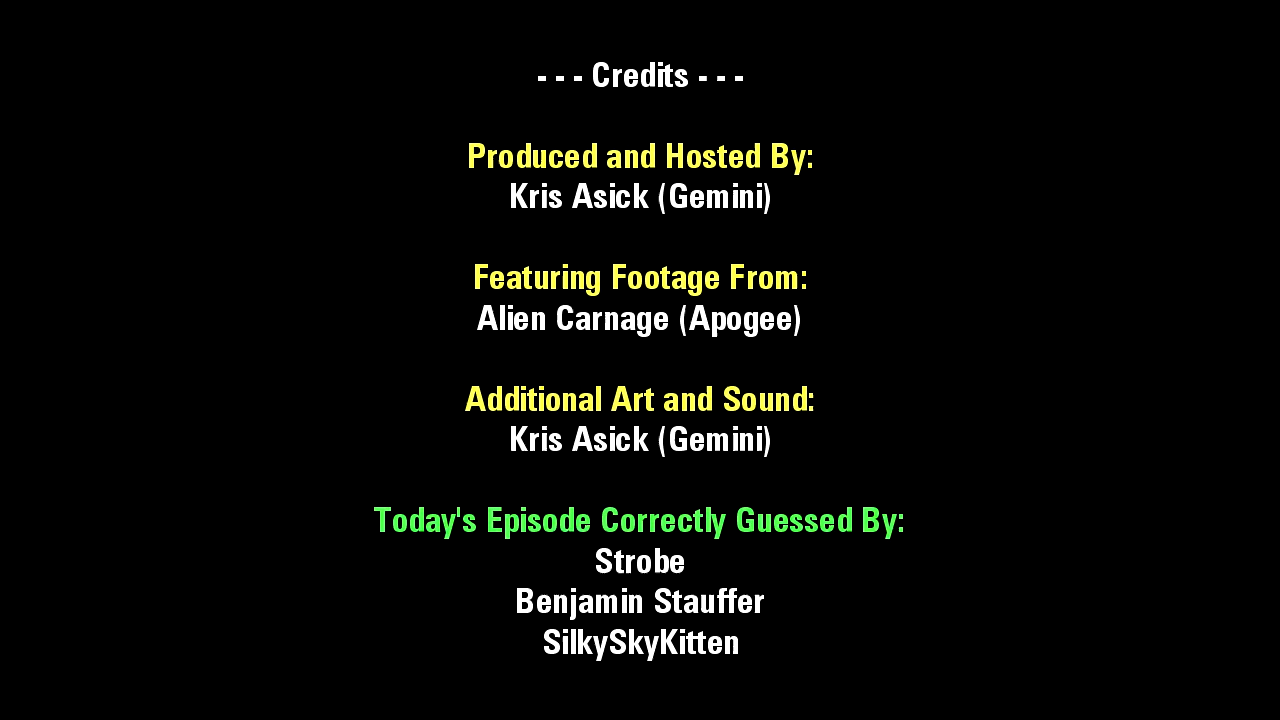 - - - Credits - - -
Produced and Hosted By:
Kris Asick (Gemini)
Featuring Footage From:
Alien Carnage (Apogee)
Additional Art and Sound:
Kris Asick (Gemini)
Today's Episode Correctly Guessed By:
Strobe
Benjamin Stauffer
SilkySkyKitten